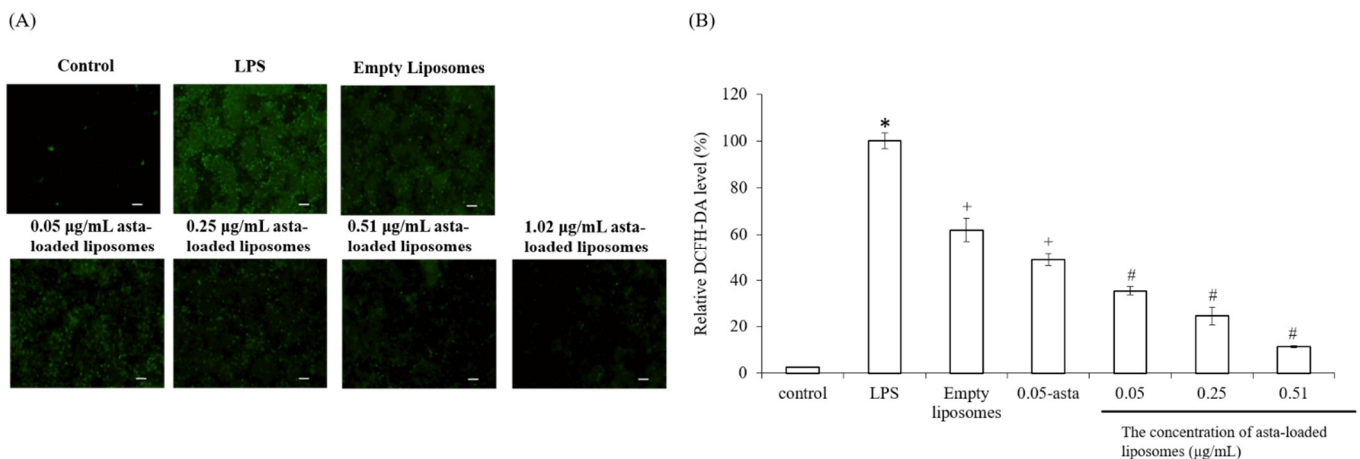 (A)
Control
LPS
Empty Liposomes
0.05 µg/mL asta-
loaded liposomes
0.25 µg/mL asta-
loaded liposomes
0.51 µg/mL asta-
loaded liposomes
1.02 µg/mL asta-
loaded liposomes
(B)
Relative DCFH-DA level (%)
120
100
80
60
40
20
0
*
+
+
#
#
#
control
LPS
Empty
liposomes
0.05-asta
0.05
0.25
0.51
The concentration of asta-loaded
liposomes (µg/mL)